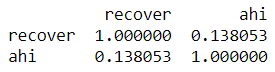 recover ahi
recover 1.000000 0.138053
ahi 0.138053 1.000000